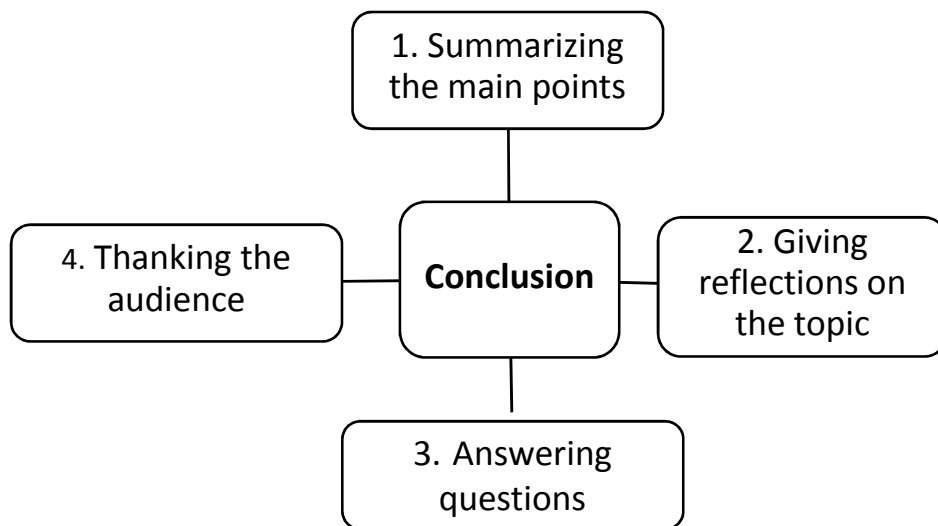 1. Summarizing
the main points
4. Thanking the
audience
Conclusion
2. Giving
reflections on
the topic
3. Answering
questions